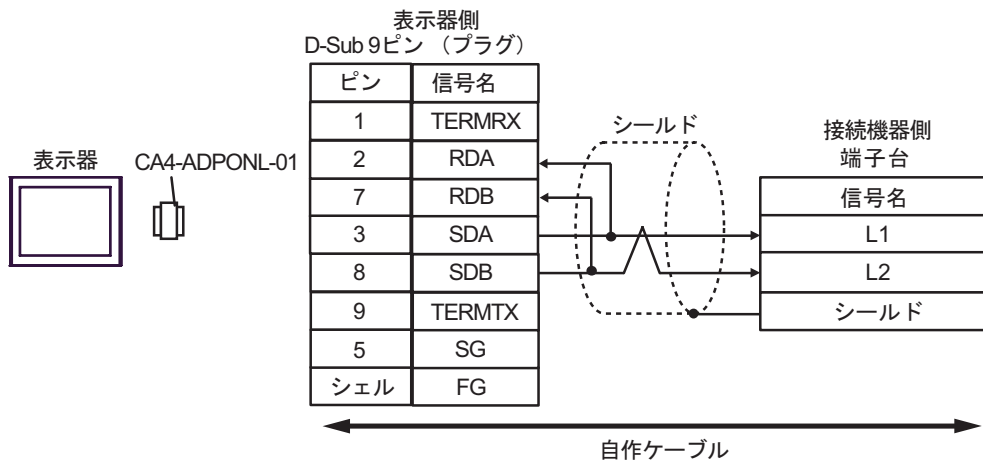 表示器側
D-Sub 9ピン （プラグ）
ピン 信号名
1 TERMRX
2 RDA
7 RDB
3 SDA
8 SDB
9 TERMTX
5 SG
シェル FG
表示器
CA4-ADPONL-01
シールド
接続機器側
端子台
信号名
L1
L2
シールド
自作ケーブル